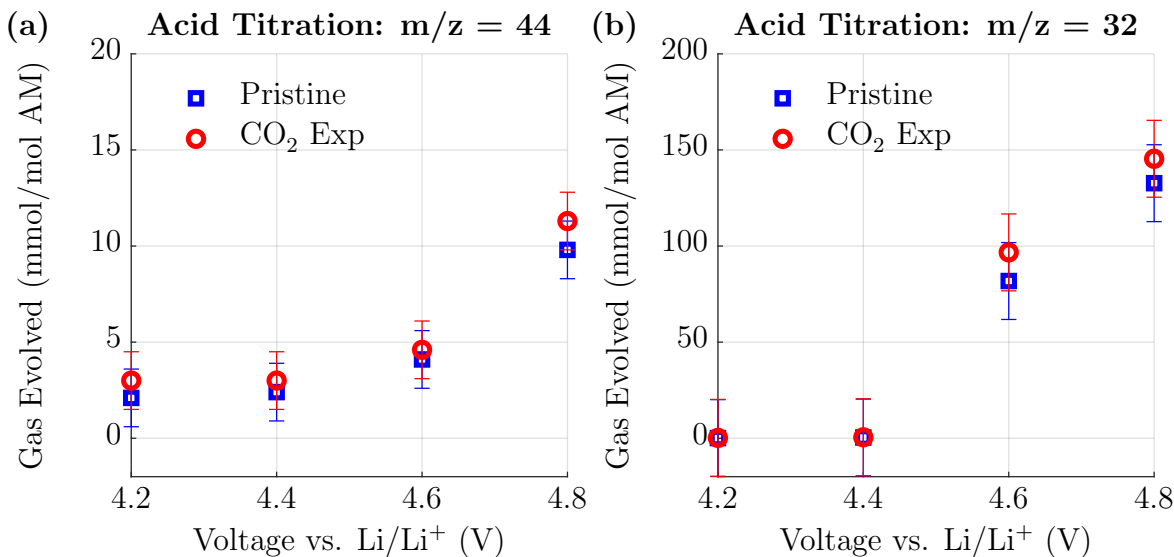 (a)
Acid Titration: m/z = 44
20
15
10
5
0
Gas Evolved (mmol/mol AM)
Pristine
CO₂ Exp
4.2
4.4
4.6
4.8
Voltage vs. Li/Li⁺ (V)
(b)
Acid Titration: m/z = 32
200
150
100
50
0
Gas Evolved (mmol/mol AM)
Pristine
CO₂ Exp
4.2
4.4
4.6
4.8
Voltage vs. Li/Li⁺ (V)